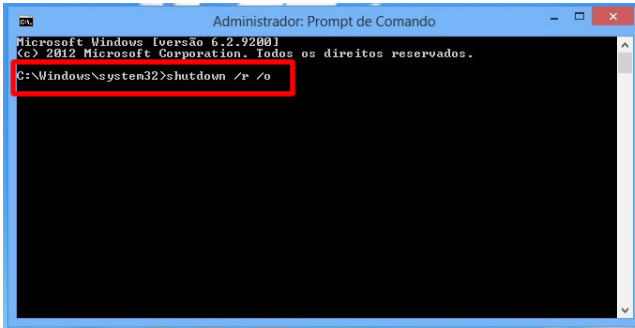 Administrador: Prompt de Comando
Microsoft Windows [versão 6.2.9200]
(c) 2012 Microsoft Corporation. Todos os direitos reservados.
C:\Windows\system32>shutdown /r /o